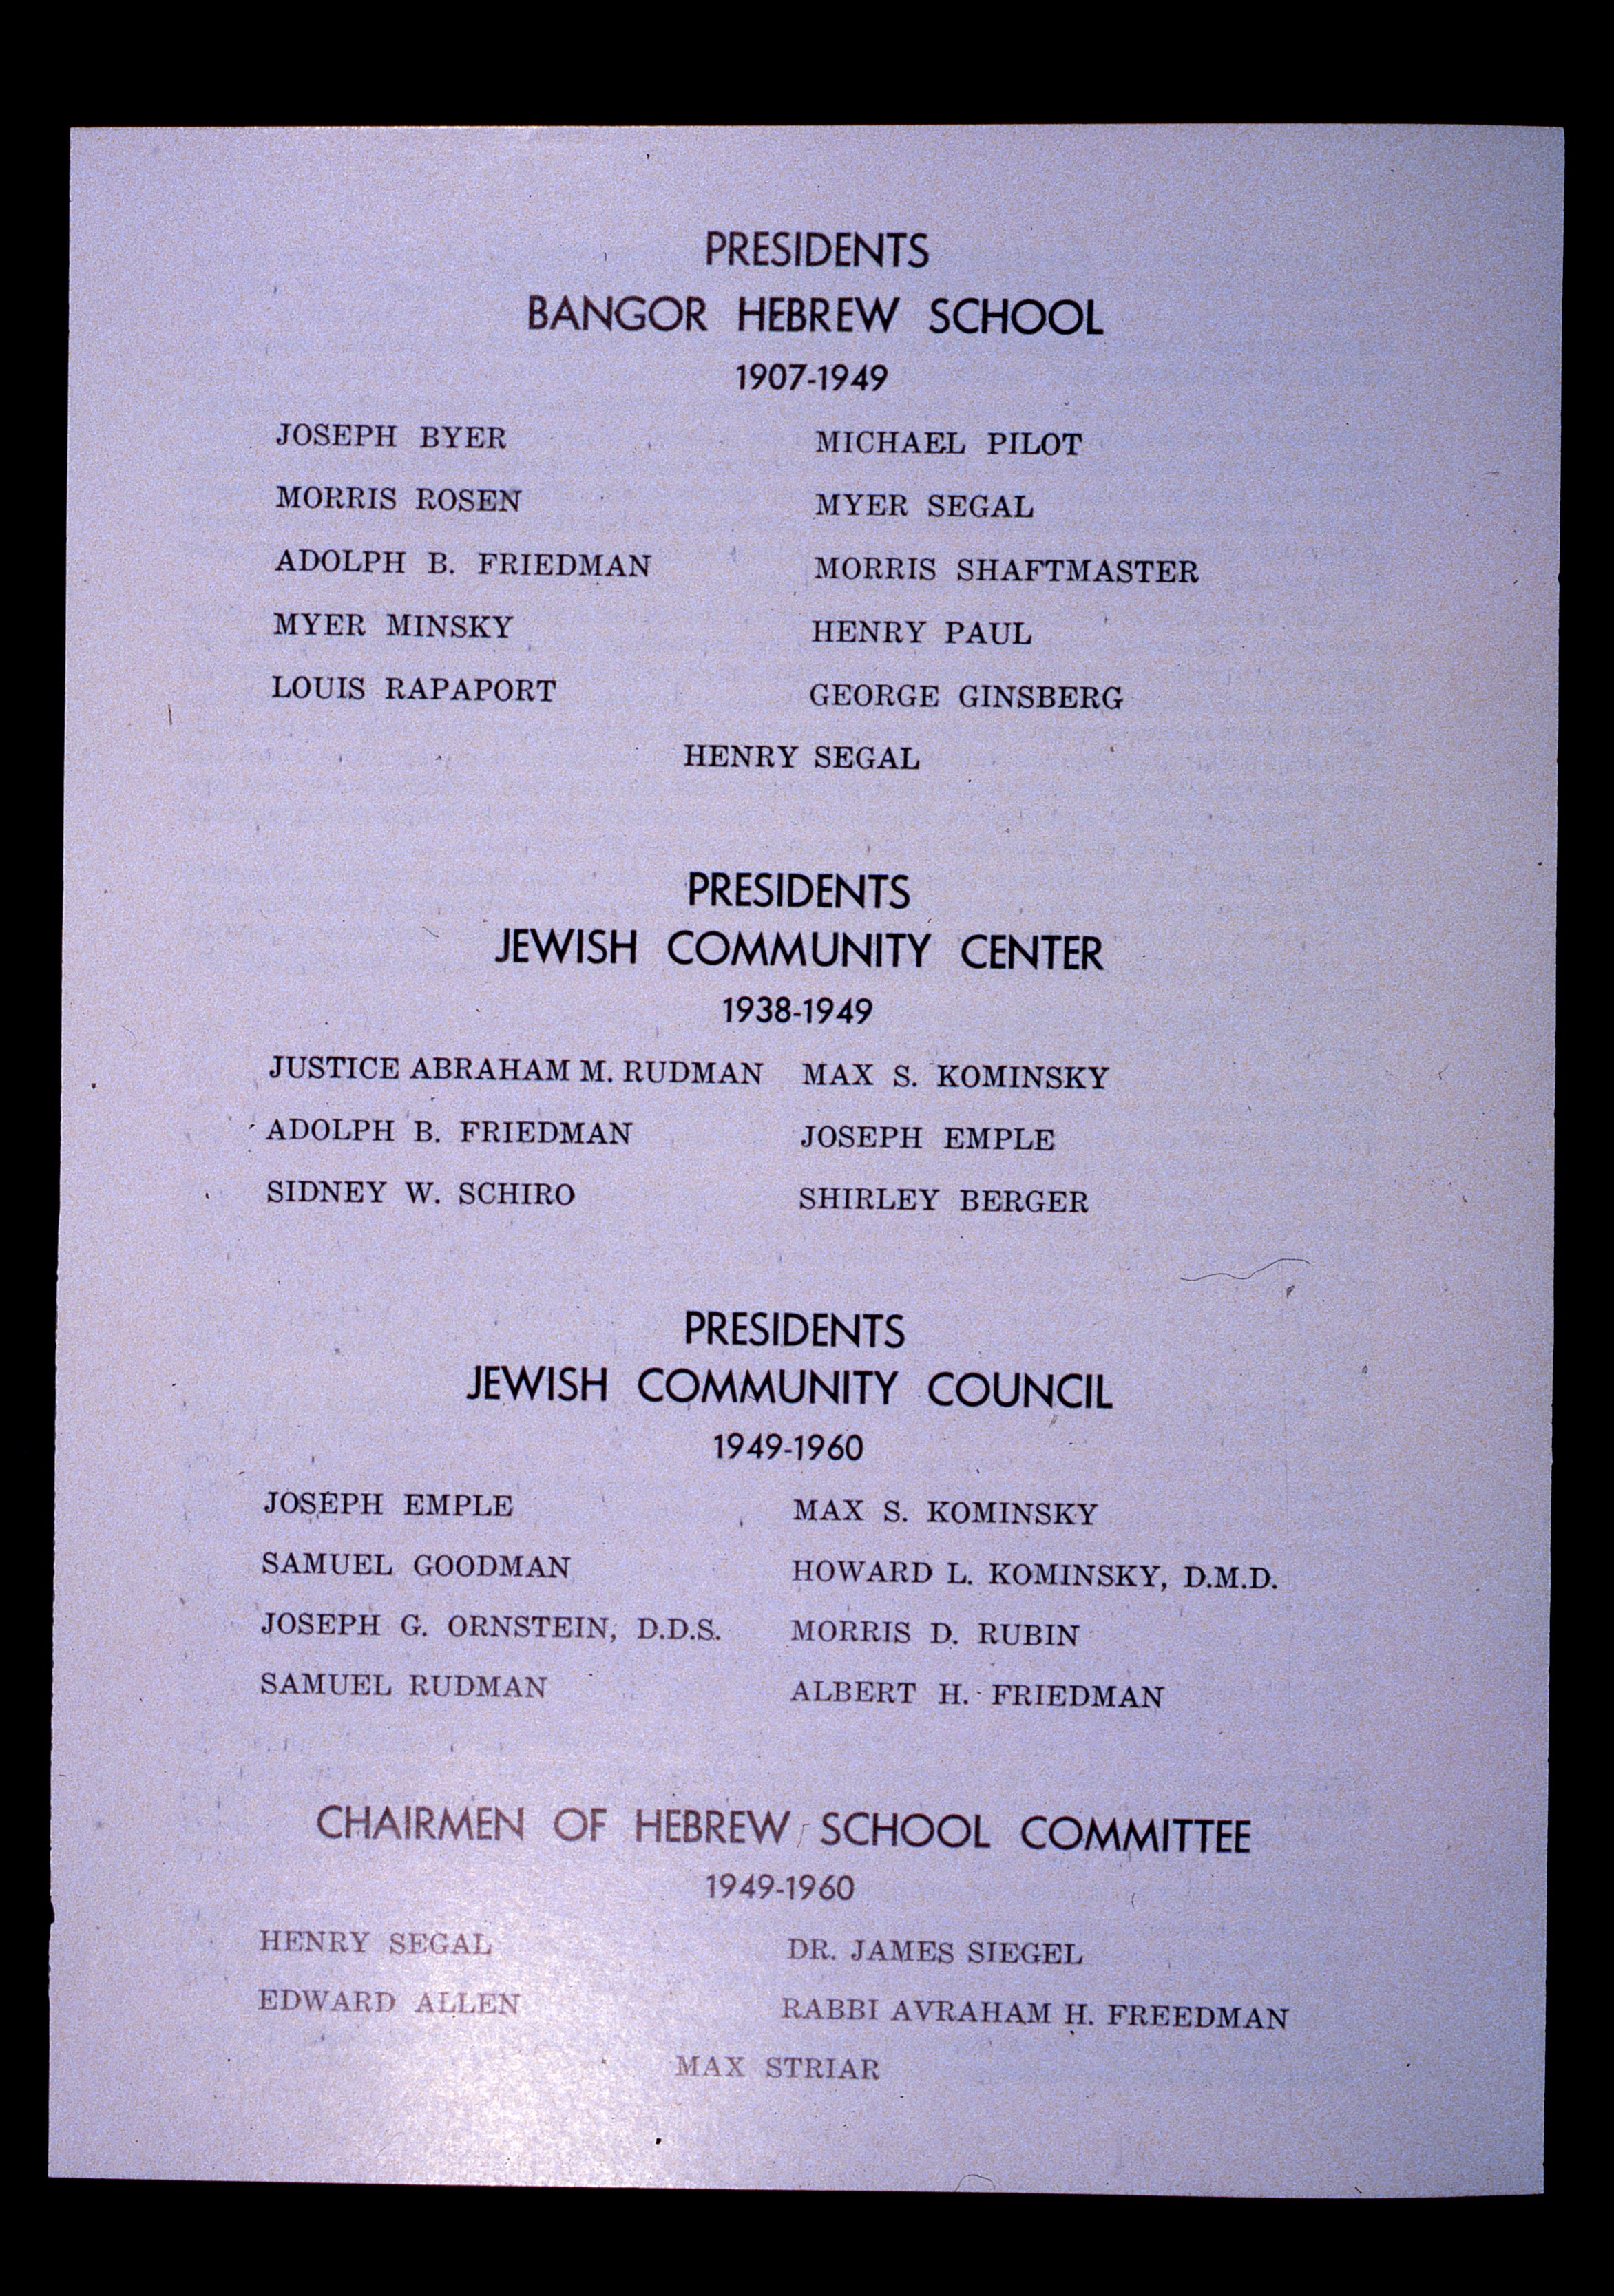 PRESIDENTS
BANGOR HEBREW SCHOOL
1907-1949
JOSEPH BYER MICHAEL PILOT
MORRIS ROSEN MYER SEGAL
ADOLPH B. FRIEDMAN MORRIS SHAFTMASTER
MYER MINSKY HENRY PAUL
LOUIS RAPAPORT GEORGE GINSBERG
HENRY SEGAL
PRESIDENTS
JEWISH COMMUNITY CENTER
1938-1949
JUSTICE ABRAHAM M. RUDMAN MAX S. KOMINSKY
ADOLPH B. FRIEDMAN JOSEPH EMPLE
SIDNEY W. SCHIRO SHIRLEY BERGER
PRESIDENTS
JEWISH COMMUNITY COUNCIL
1949-1960
JOSEPH EMPLE MAX S. KOMINSKY
SAMUEL GOODMAN HOWARD L. KOMINSKY, D.M.D.
JOSEPH G. ORNSTEIN, D.D.S. MORRIS D. RUBIN
SAMUEL RUDMAN ALBERT H. FRIEDMAN
CHAIRMEN OF HEBREW SCHOOL COMMITTEE
1949-1960
HENRY SEGAL DR. JAMES SIEGEL
EDWARD ALLEN RABBI AVRAHAM H. FREEDMAN
MAX STRIAR